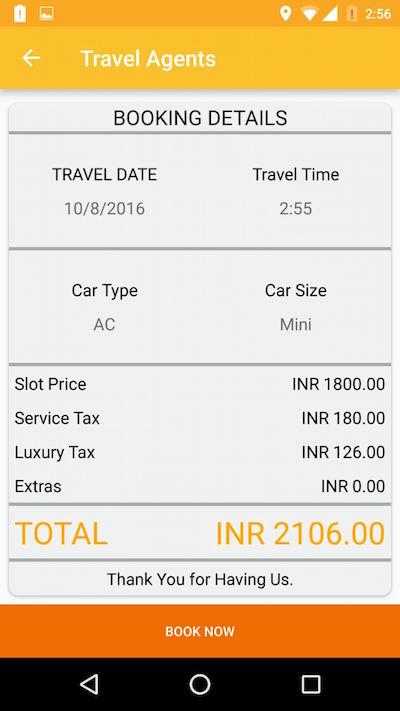 2:56
Travel Agents
BOOKING DETAILS
TRAVEL DATE Travel Time
10/8/2016 2:55
Car Type Car Size
AC Mini
Slot Price INR 1800.00
Service Tax INR 180.00
Luxury Tax INR 126.00
Extras INR 0.00
TOTAL INR 2106.00
Thank You for Having Us.
BOOK NOW